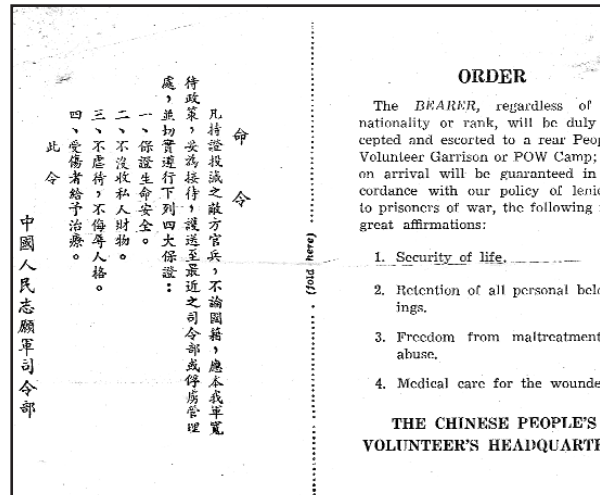 命令
凡持證投誠之敵方官兵，不論國籍，應本我軍寬
待政策，妥為接待，護送至最近之司令部或俘虜管理
處，並切實遵行下列四大保證：
一、保證生命安全。
二、不沒收私人財物。
三、不虐待，不侮辱人格。
四、受傷者給予治療。
此令
中國人民志願軍司令部
(fold here)
ORDER
The BEARER, regardless of
nationality or rank, will be duly
cepted and escorted to a rear Peop
Volunteer Garrison or POW Camp;
on arrival will be guaranteed in
cordance with our policy of lenie
to prisoners of war, the following
great affirmations:
1. Security of life.
2. Retention of all personal belo
ings.
3. Freedom from maltreatment
abuse.
4. Medical care for the wounde
THE CHINESE PEOPLE'S
VOLUNTEER'S HEADQUARTE